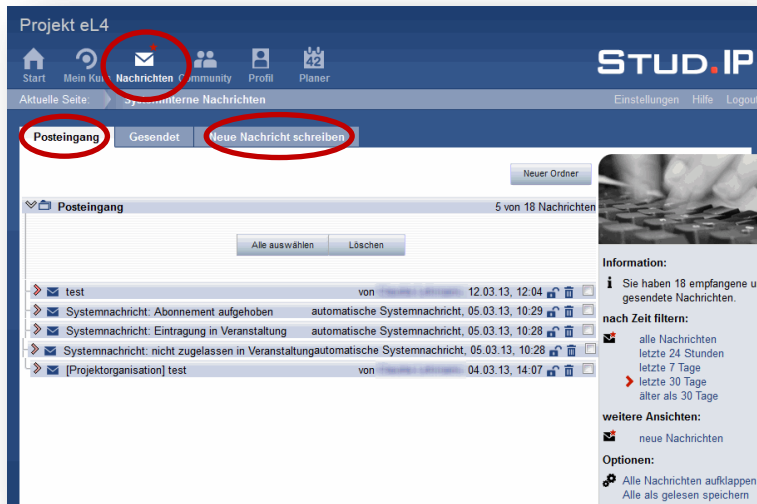 Projekt eL4
Start Mein Kurs Nachrichten Community Profil 42 Planer
STUD.IP
Aktuelle Seite: Systeminterne Nachrichten Einstellungen Hilfe Logout
Posteingang Gesendet Neue Nachricht schreiben
Neuer Ordner
Posteingang 5 von 18 Nachrichten
Alle auswählen Löschen
test von 12.03.13, 12:04
Systemnachricht: Abonnement aufgehoben automatische Systemnachricht, 05.03.13, 10:29
Systemnachricht: Eintragung in Veranstaltung automatische Systemnachricht, 05.03.13, 10:28
Systemnachricht: nicht zugelassen in Veranstaltung automatische Systemnachricht, 05.03.13, 10:28
[Projektorganisation] test von 04.03.13, 14:07
Information:
i Sie haben 18 empfangene u
gesendete Nachrichten.
nach Zeit filtern:
alle Nachrichten
letzte 24 Stunden
letzte 7 Tage
letzte 30 Tage
älter als 30 Tage
weitere Ansichten:
neue Nachrichten
Optionen:
Alle Nachrichten aufklappen
Alle als gelesen speichern